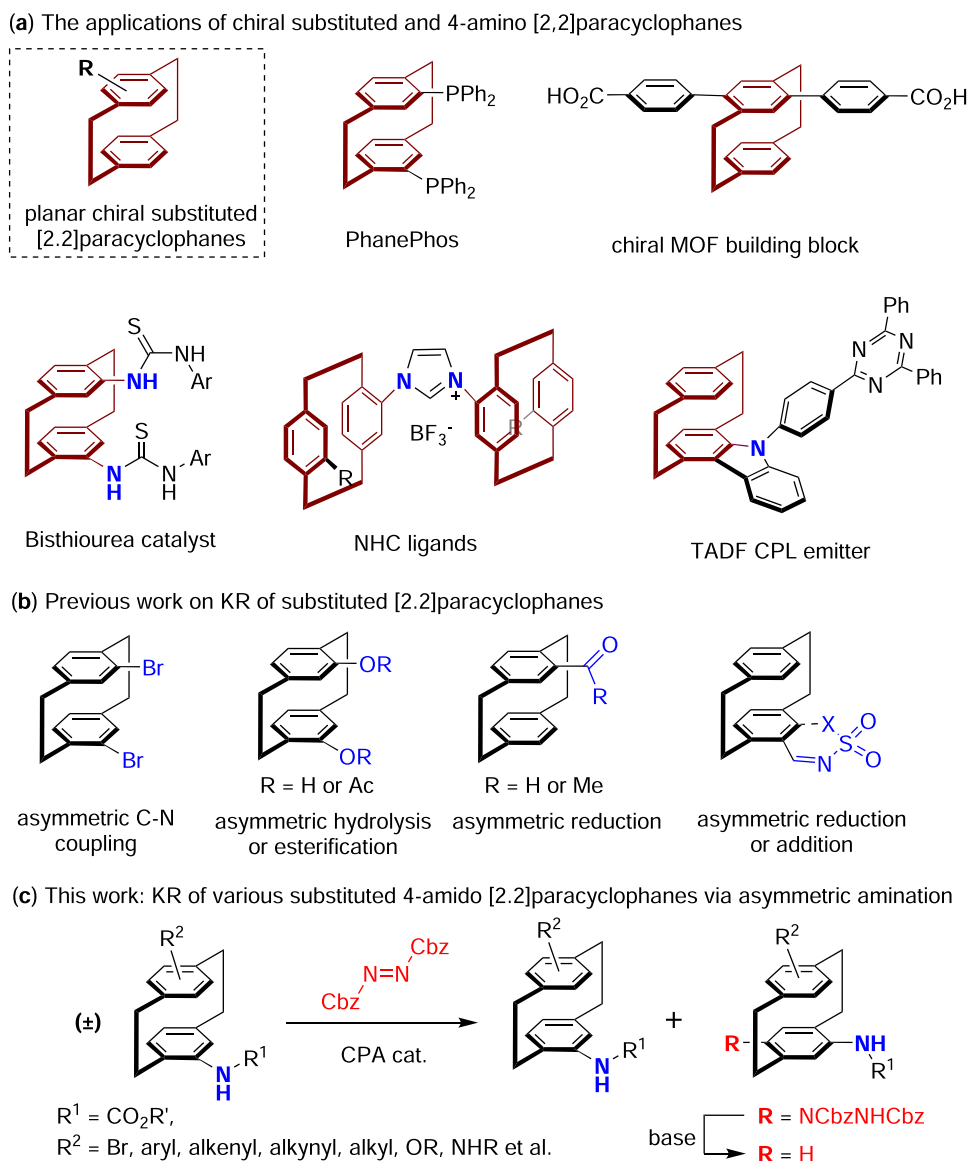 (a) The applications of chiral substituted and 4-amino [2,2]paracyclophanes
R
planar chiral substituted
[2.2]paracyclophanes
PPh2
PPh2
PhanePhos
HO2C
CO2H
chiral MOF building block
S
NH
NH
Ar
S
N
H
N
H
Ar
Bisthiourea catalyst
N
N
+
BF3-
R
R
NHC ligands
Ph
N
N
N
Ph
N
TADF CPL emitter
(b) Previous work on KR of substituted [2.2]paracyclophanes
Br
Br
asymmetric C-N
coupling
OR
OR
R = H or Ac
asymmetric hydrolysis
or esterification
O
R
R = H or Me
asymmetric reduction
X
O
S
O
N
asymmetric reduction
or addition
(c) This work: KR of various substituted 4-amido [2.2]paracyclophanes via asymmetric amination
(±)
R2
N
H
R1
Cbz
N=N
Cbz
CPA cat.
R2
N
H
R1
+
R2
R
NH
R1
R1 = CO2R',
R2 = Br, aryl, alkenyl, alkynyl, alkyl, OR, NHR et al.
base
R = NCbzNHCbz
R = H